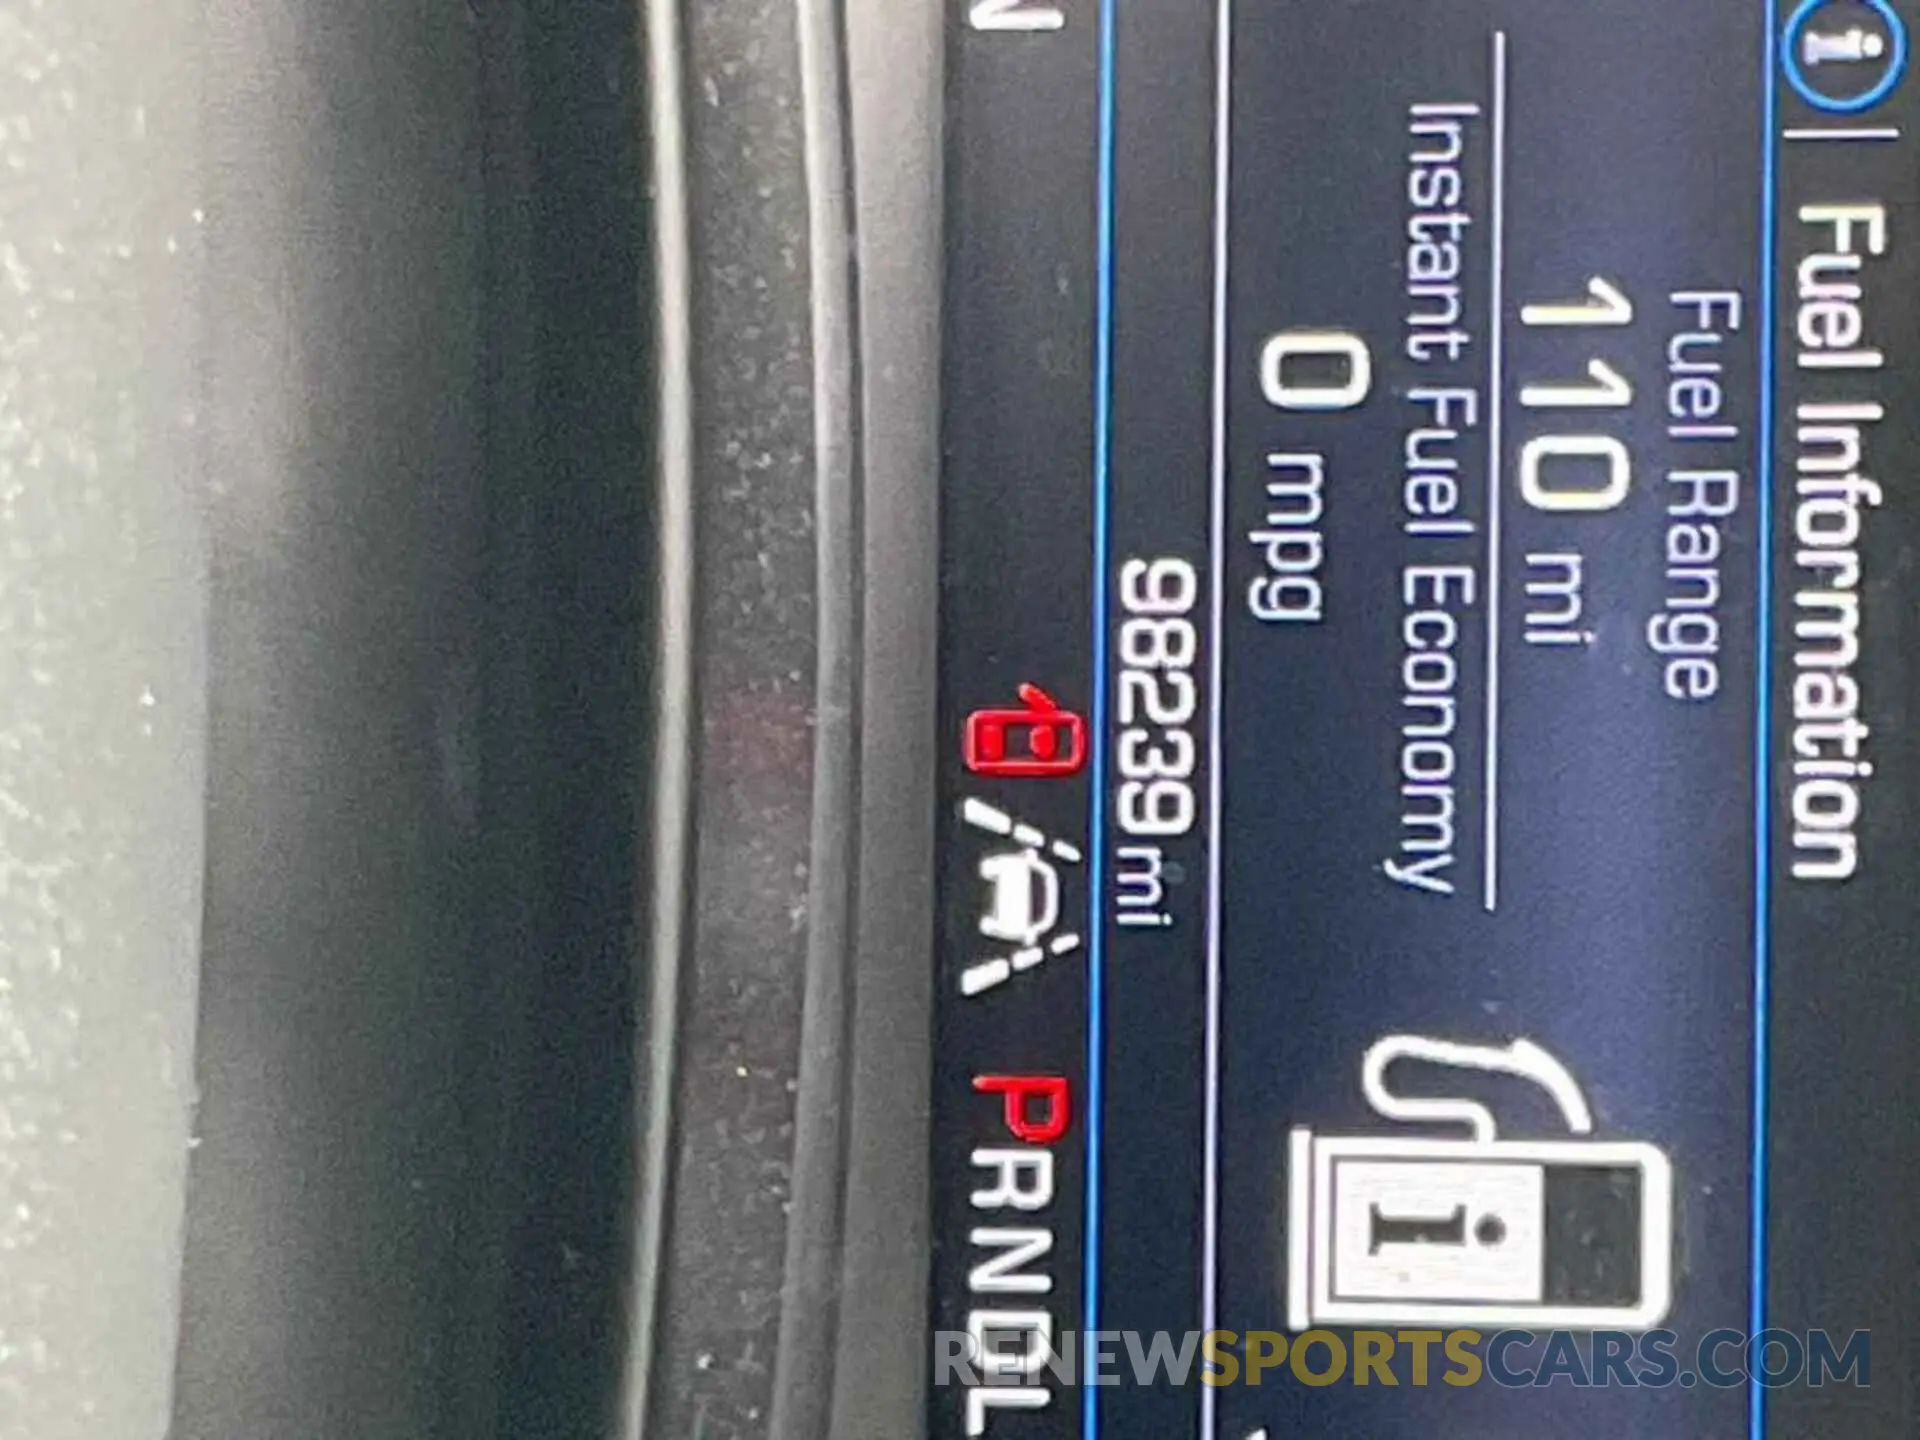 i | Fuel Information
Fuel Range
110 mi
Instant Fuel Economy
0 mpg
i
98239 mi
N
PRNDL
RENEWSPORTSCARS.COM